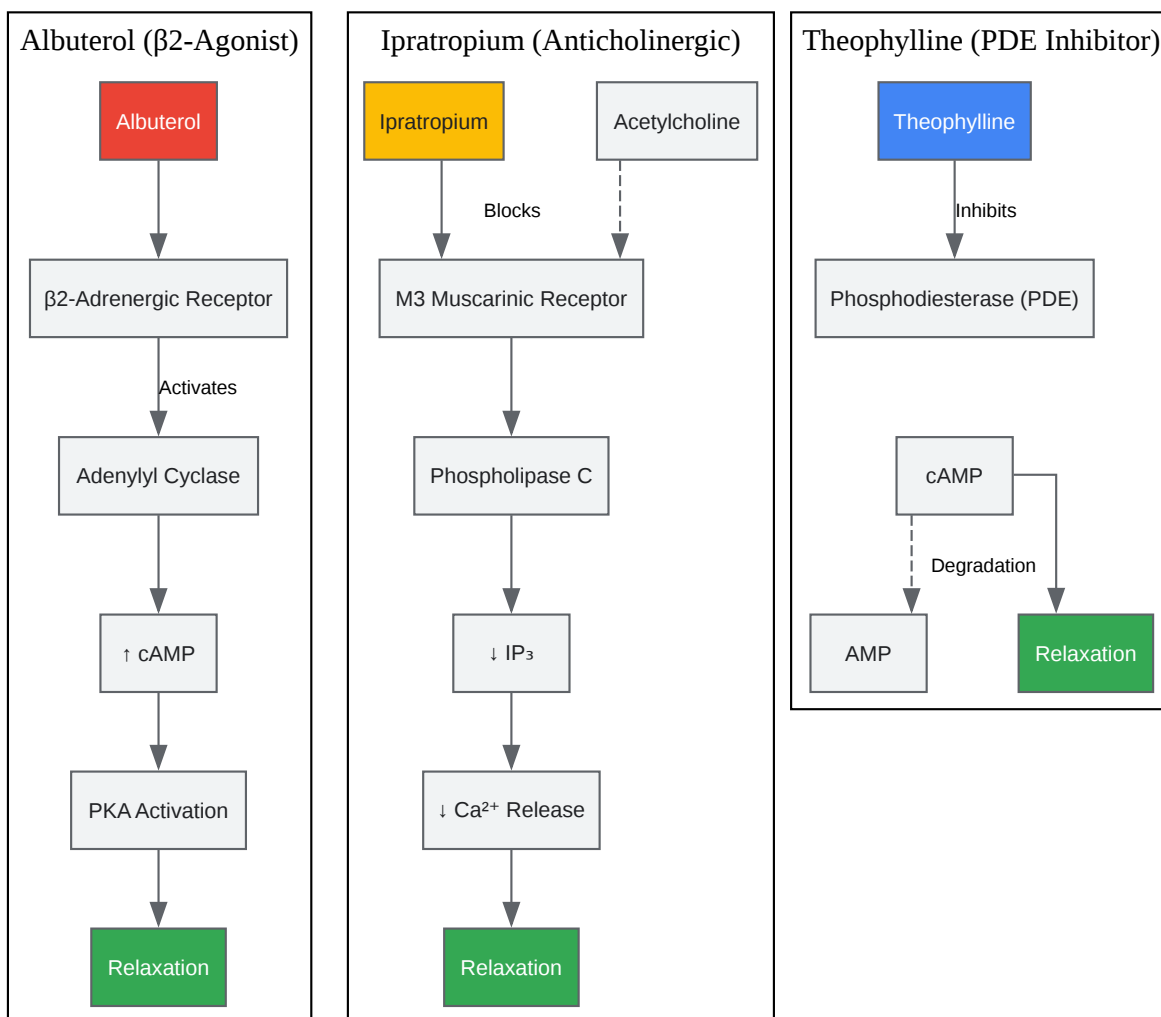 Albuterol (β2-Agonist)
Albuterol
β2-Adrenergic Receptor
Activates
Adenylyl Cyclase
↑ cAMP
PKA Activation
Relaxation
Ipratropium (Anticholinergic)
Ipratropium
Acetylcholine
Blocks
M3 Muscarinic Receptor
Phospholipase C
↓ IP₃
↓ Ca²⁺ Release
Relaxation
Theophylline (PDE Inhibitor)
Theophylline
Inhibits
Phosphodiesterase (PDE)
cAMP
Degradation
AMP
Relaxation